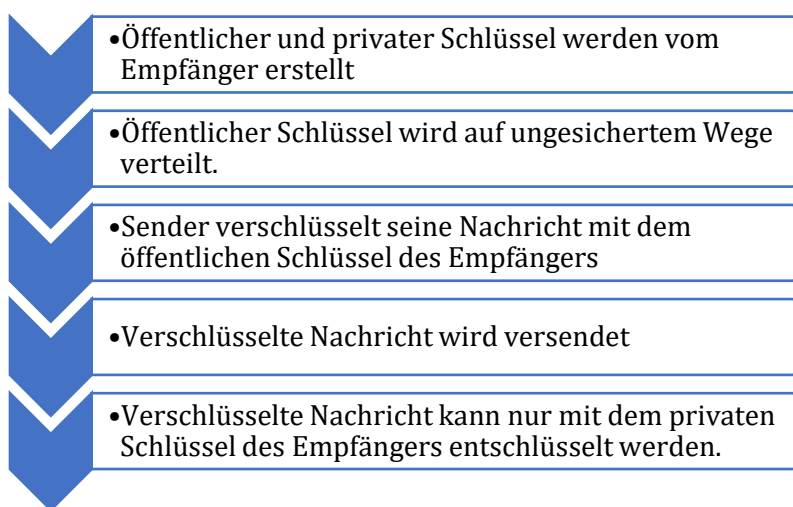 •Öffentlicher und privater Schlüssel werden vom
Empfänger erstellt
•Öffentlicher Schlüssel wird auf ungesichertem Wege
verteilt.
•Sender verschlüsselt seine Nachricht mit dem
öffentlichen Schlüssel des Empfängers
•Verschlüsselte Nachricht wird versendet
•Verschlüsselte Nachricht kann nur mit dem privaten
Schlüssel des Empfängers entschlüsselt werden.